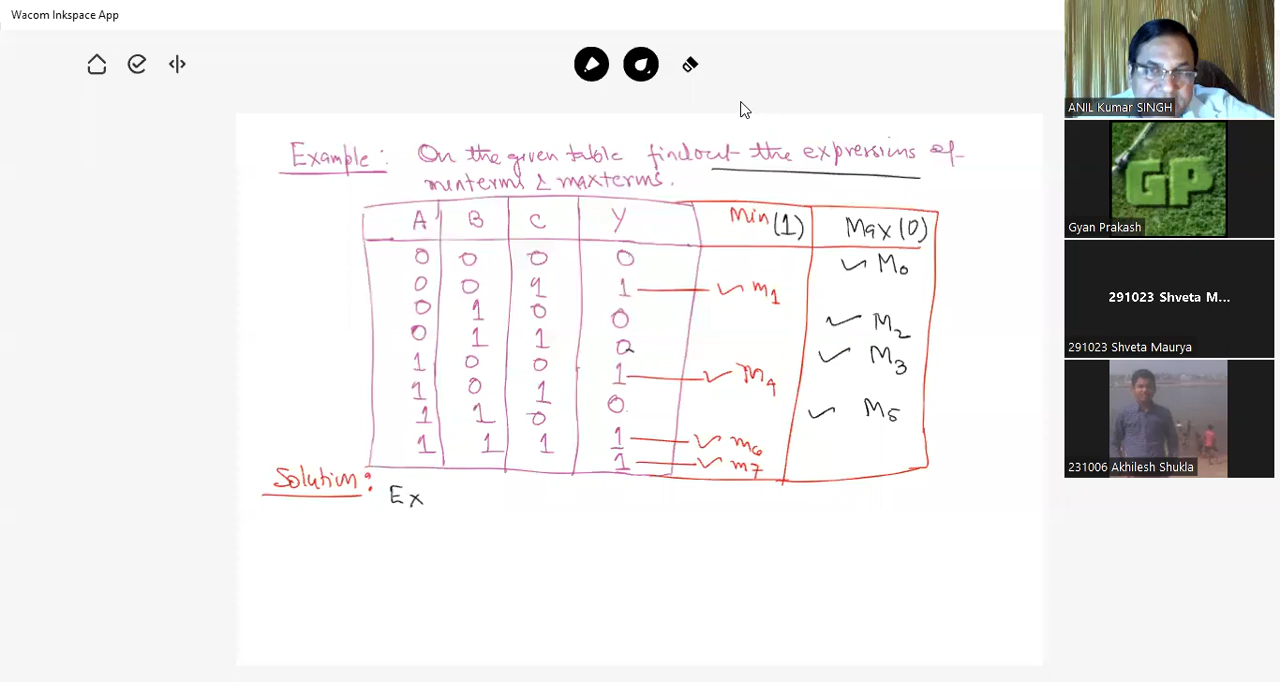 Wacom Inkspace App
Example: On the given table findout the expressions of
minterms & maxterms.
A B C Y Min (1) Max (0)
0 0 0 0 ✓ M0
0 0 1 1 ✓ m1
0 1 0 0 ✓ M2
0 1 1 0 ✓ M3
1 0 0 1 ✓ m4
1 0 1 0 ✓ M5
1 1 0 1 ✓ m6
1 1 1 1 ✓ m7
Solution: Ex
ANIL Kumar SINGH
GP
Gyan Prakash
291023 Shveta M...
291023 Shveta Maurya
231006 Akhilesh Shukla